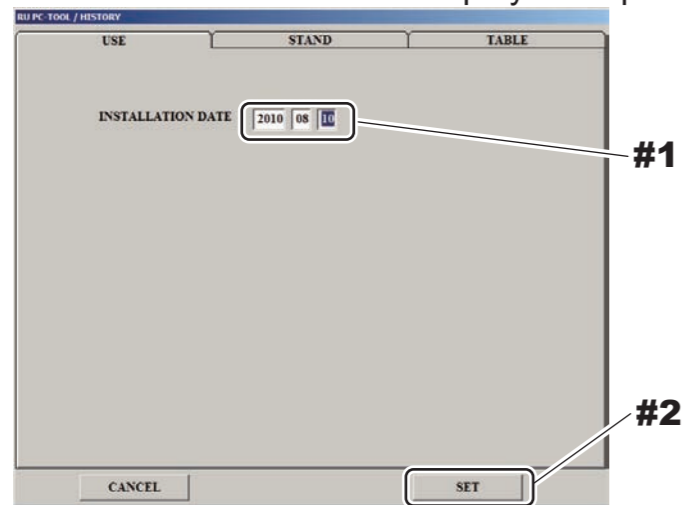 RU PC-TOOL / HISTORY
USE STAND TABLE
INSTALLATION DATE 2010 08 10
#1
#2
CANCEL SET